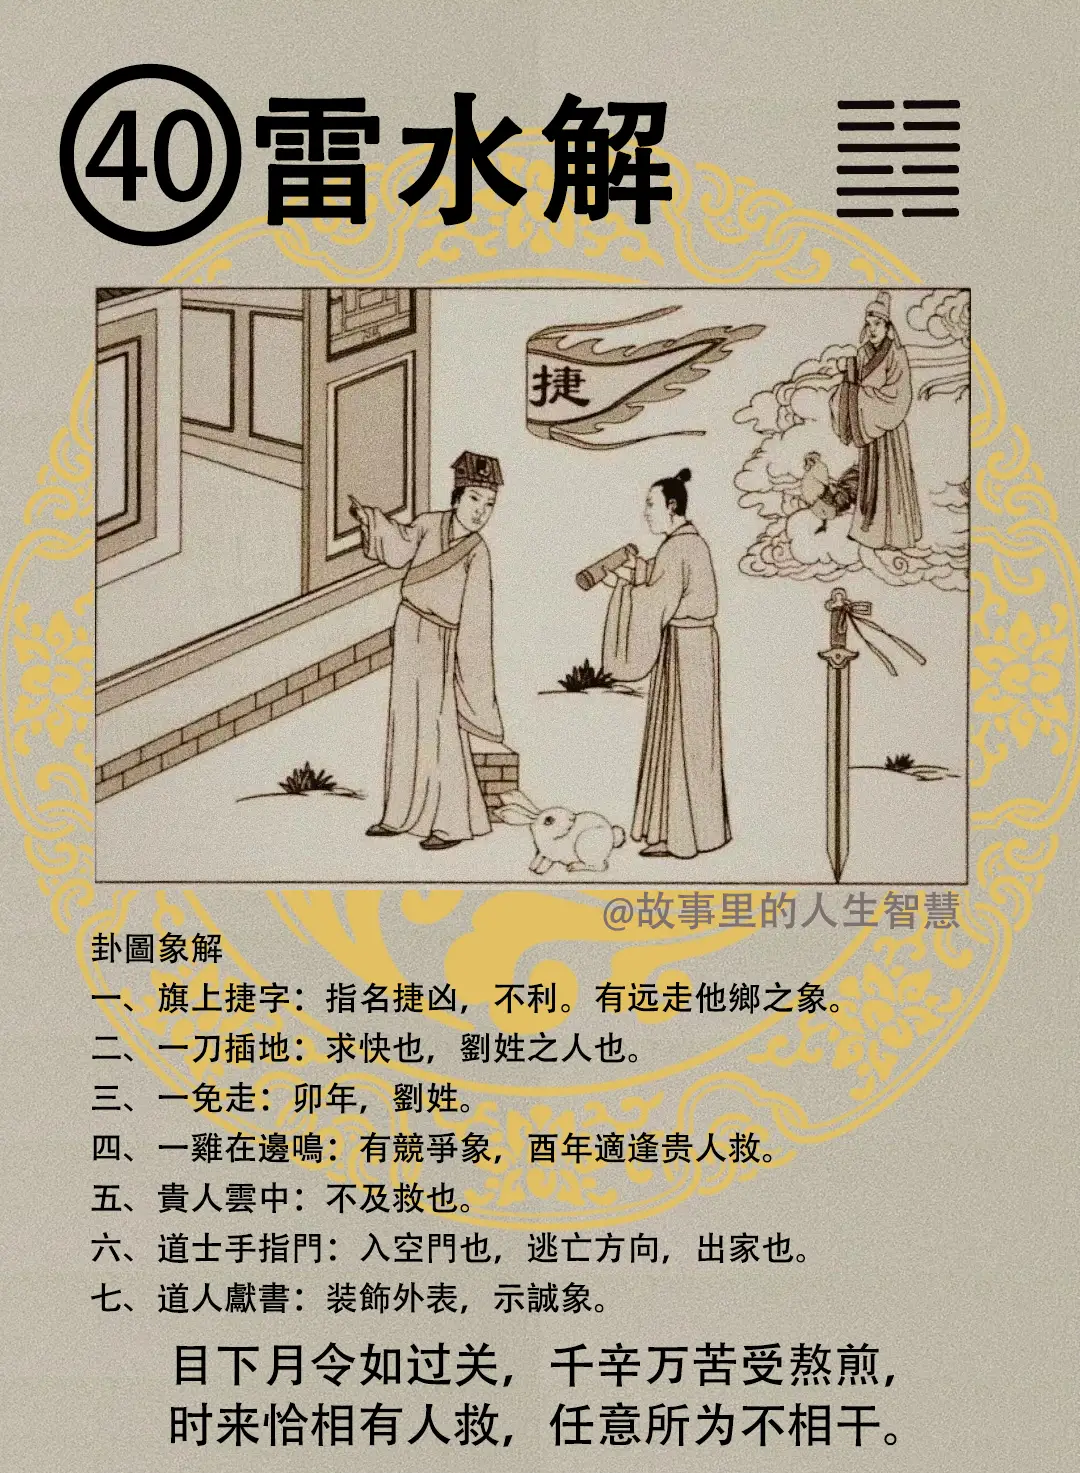 40 雷水解
捷
@故事里的人生智慧
卦圖象解
一、旗上捷字：指名捷凶，不利。有远走他鄉之象。
二、一刀插地：求快也，劉姓之人也。
三、一免走：卯年，劉姓。
四、一雞在邊鳴：有競爭象，酉年適逢贵人救。
五、貴人雲中：不及救也。
六、道士手指門：入空門也，逃亡方向，出家也。
七、道人獻書：装飾外表，示誠象。
目下月令如过关，千辛万苦受熬煎，
时来恰相有人救，任意所为不相干。